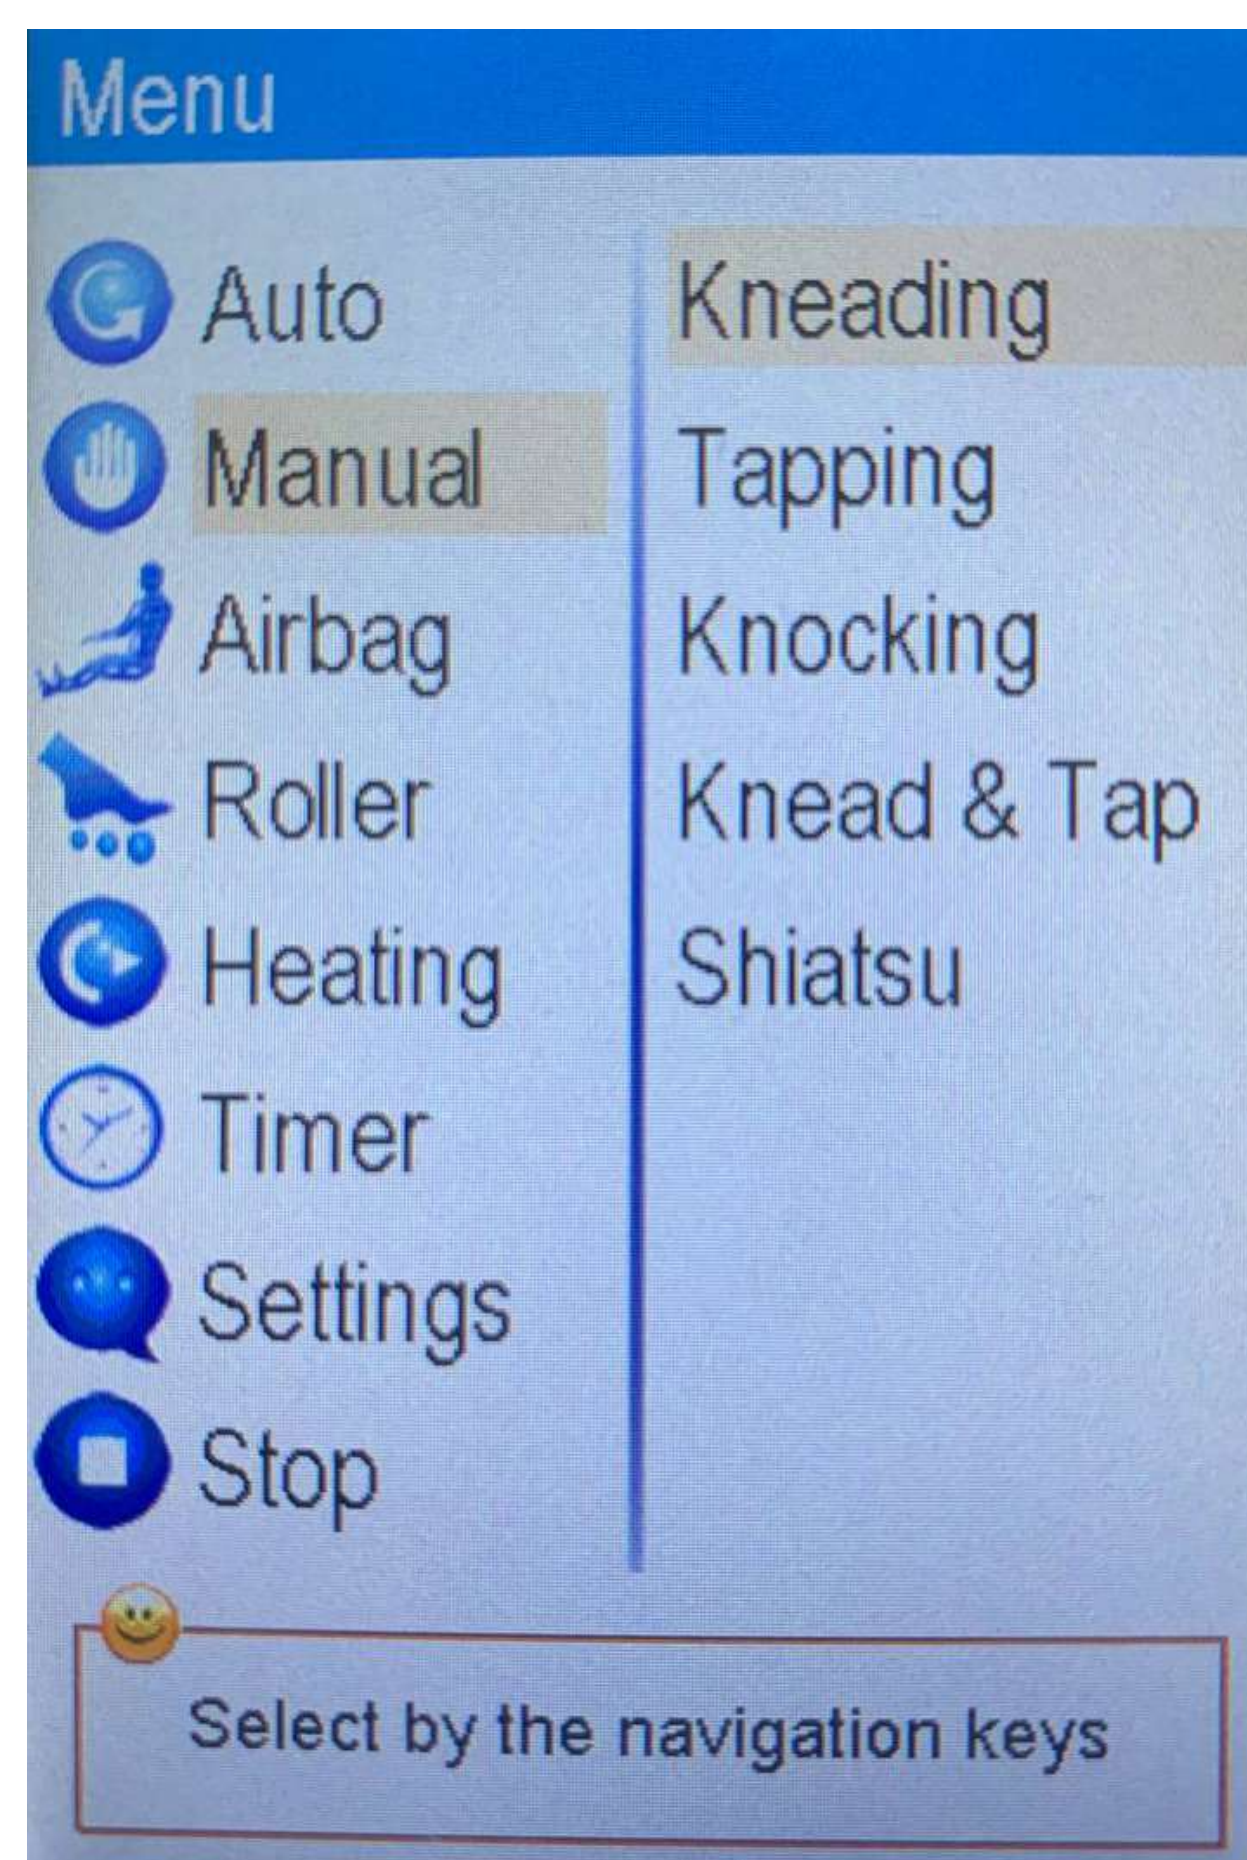 Menu
Auto
Manual
Airbag
Roller
Heating
Timer
Settings
Stop
Kneading
Tapping
Knocking
Knead & Tap
Shiatsu
Select by the navigation keys